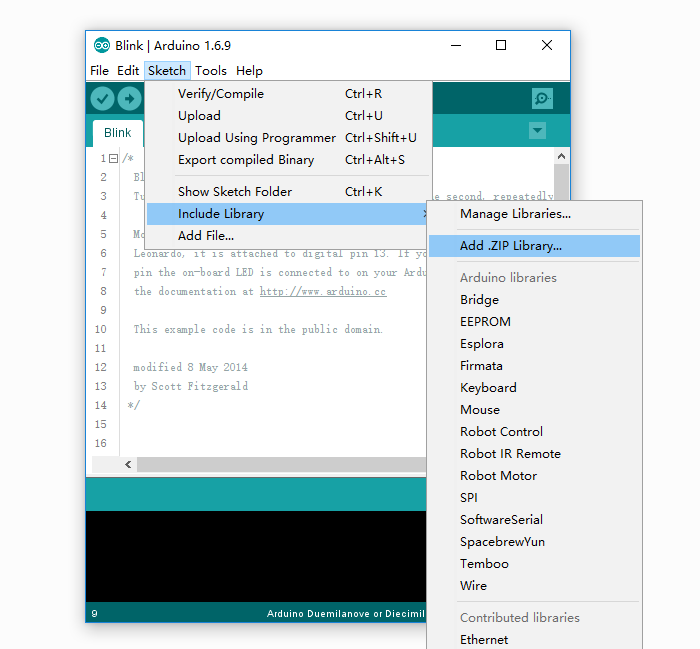 Blink | Arduino 1.6.9
File Edit Sketch Tools Help
Verify/Compile Ctrl+R
Upload Ctrl+U
Upload Using Programmer Ctrl+Shift+U
Export compiled Binary Ctrl+Alt+S
Show Sketch Folder Ctrl+K
Include Library
Add File...
Manage Libraries...
Add .ZIP Library...
Arduino libraries
Bridge
EEPROM
Esplora
Firmata
Keyboard
Mouse
Robot Control
Robot IR Remote
Robot Motor
SPI
SoftwareSerial
SpacebrewYun
Temboo
Wire
Contributed libraries
Ethernet
Blink
1 /*
2 Bl
3 Tu e second, repeatedly
4
5 Mo
6 Leonardo, it is attached to digital pin 13. If yo
7 pin the on-board LED is connected to on your Ardu
8 the documentation at http://www.arduino.cc
9
10 This example code is in the public domain.
11
12 modified 8 May 2014
13 by Scott Fitzgerald
14 */
15
16
9 Arduino Duemilanove or Diecimil